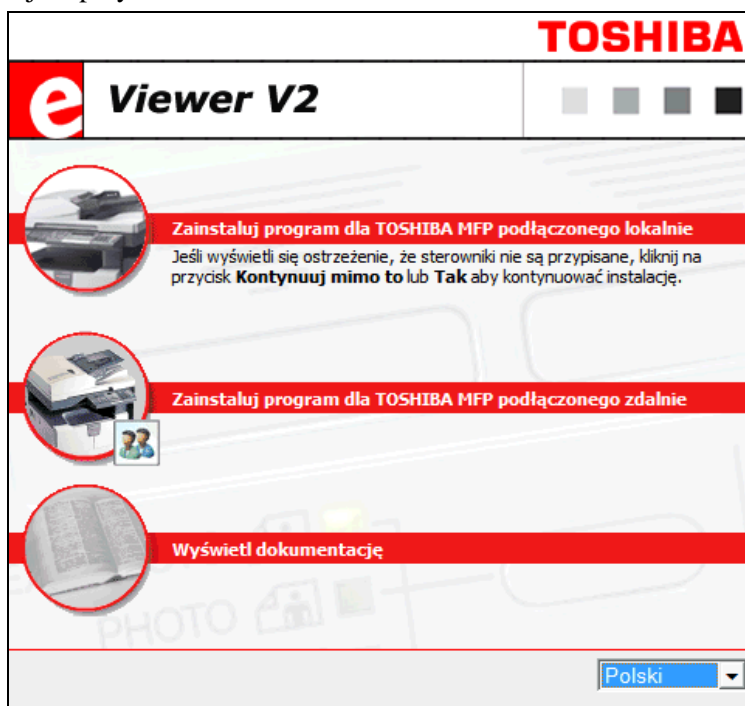 TOSHIBA
e Viewer V2
Zainstaluj program dla TOSHIBA MFP podłączonego lokalnie
Jeśli wyświetli się ostrzeżenie, że sterowniki nie są przypisane, kliknij na
przycisk Kontynuuj mimo to lub Tak aby kontynuować instalację.
Zainstaluj program dla TOSHIBA MFP podłączonego zdalnie
Wyświetl dokumentację
PHOTO
Polski